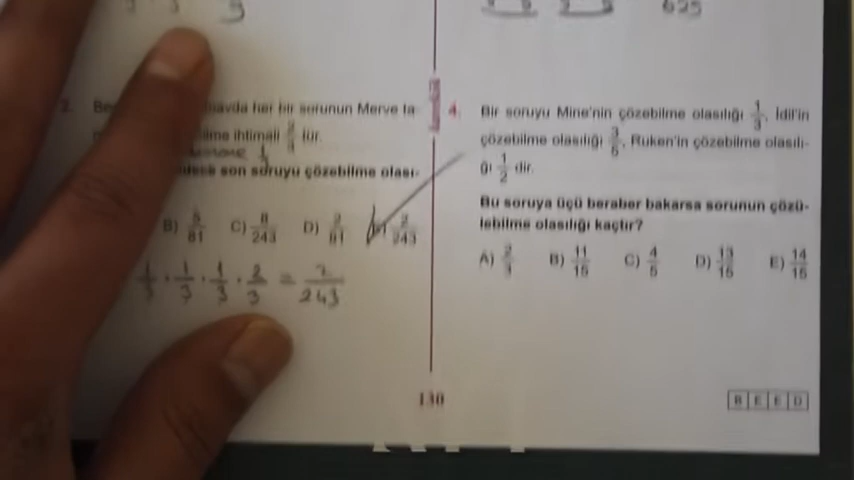 3
625
3. havda her bir sorunun Merve ta-
ihtimali 2/3 tür.
son soruyu çözebilme olası-
B) 5/81 C) 8/243 D) 2/81 2/243
1/3 · 1/3 · 1/3 · 2/3 = 2/243
4. Bir soruyu Mine'nin çözebilme olasılığı 1/3, İdil'in
çözebilme olasılığı 3/5, Ruken'in çözebilme olasılı-
ğı 1/2 dir.
Bu soruya üçü beraber bakarsa sorunun çözü-
lebilme olasılığı kaçtır?
A) 2/3 B) 11/15 C) 4/5 D) 13/15 E) 14/15
130
B E E D